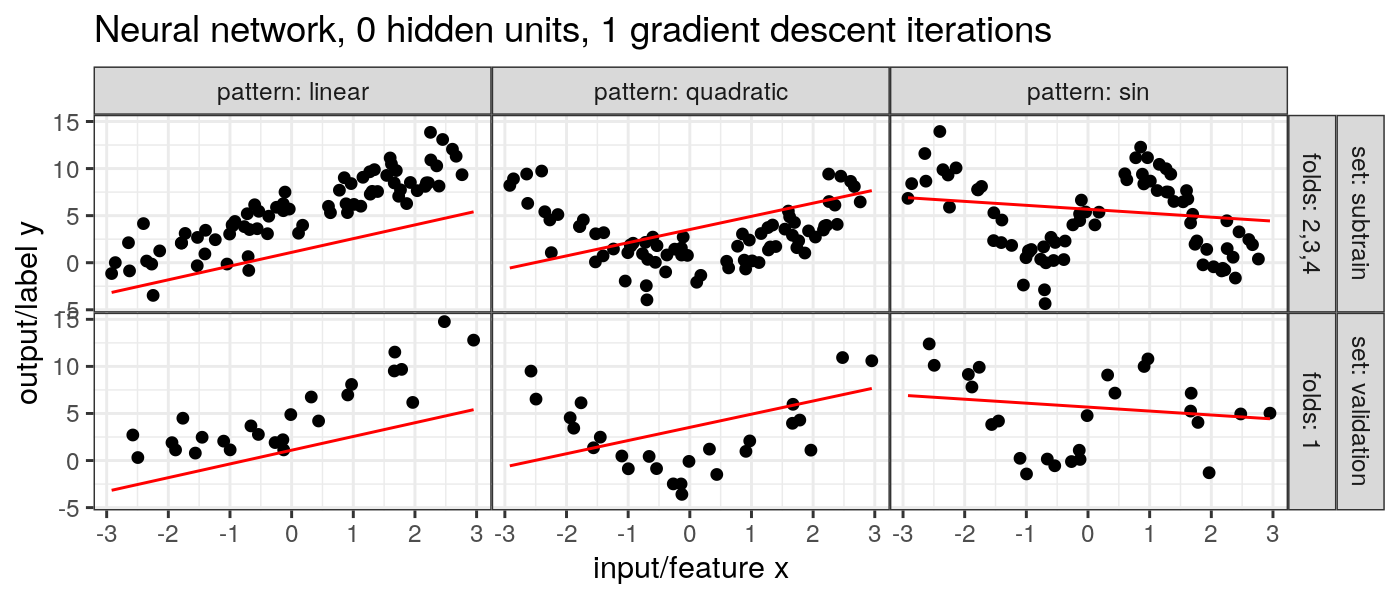 Neural network, 0 hidden units, 1 gradient descent iterations
pattern: linear
pattern: quadratic
pattern: sin
output/label y
15
10
5
0
-5
folds: 2,3,4
set: subtrain
15
10
5
0
-5
folds: 1
set: validation
-3 -2 -1 0 1 2 3
-3 -2 -1 0 1 2 3
-3 -2 -1 0 1 2 3
input/feature x